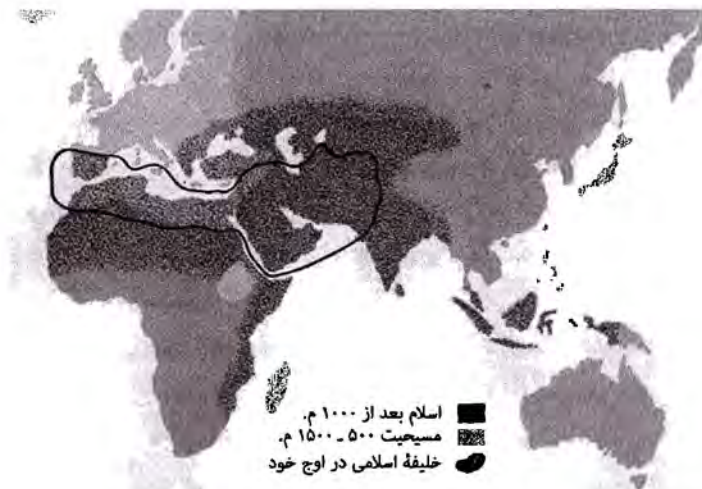 اسلام بعد از ۱۰۰۰ م.
مسیحیت ۵۰۰ ـ ۱۵۰۰ م.
خلیفهٔ اسلامی در اوج خود